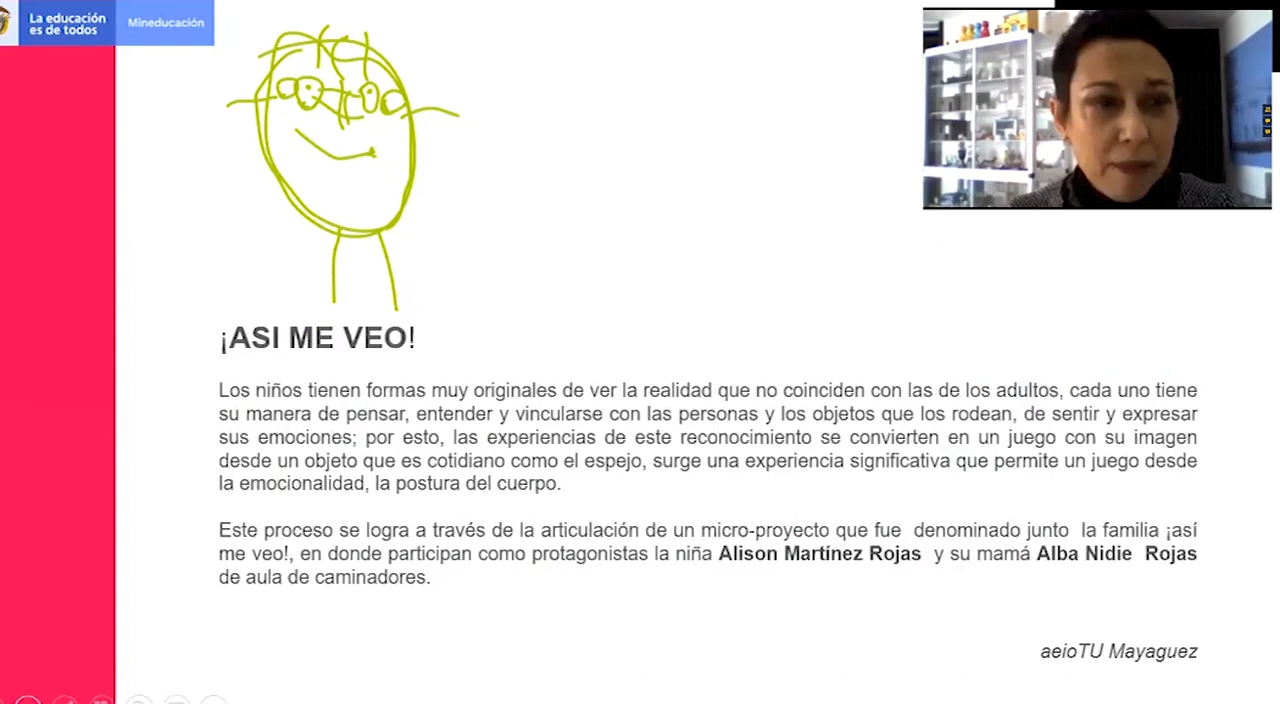 La educación
es de todos
Mineducación
¡ASI ME VEO!
Los niños tienen formas muy originales de ver la realidad que no coinciden con las de los adultos, cada uno tiene
su manera de pensar, entender y vincularse con las personas y los objetos que los rodean, de sentir y expresar
sus emociones; por esto, las experiencias de este reconocimiento se convierten en un juego con su imagen
desde un objeto que es cotidiano como el espejo, surge una experiencia significativa que permite un juego desde
la emocionalidad, la postura del cuerpo.
Este proceso se logra a través de la articulación de un micro-proyecto que fue denominado junto la familia ¡así
me veo!, en donde participan como protagonistas la niña Alison Martínez Rojas y su mamá Alba Nidie Rojas
de aula de caminadores.
aeioTU Mayaguez